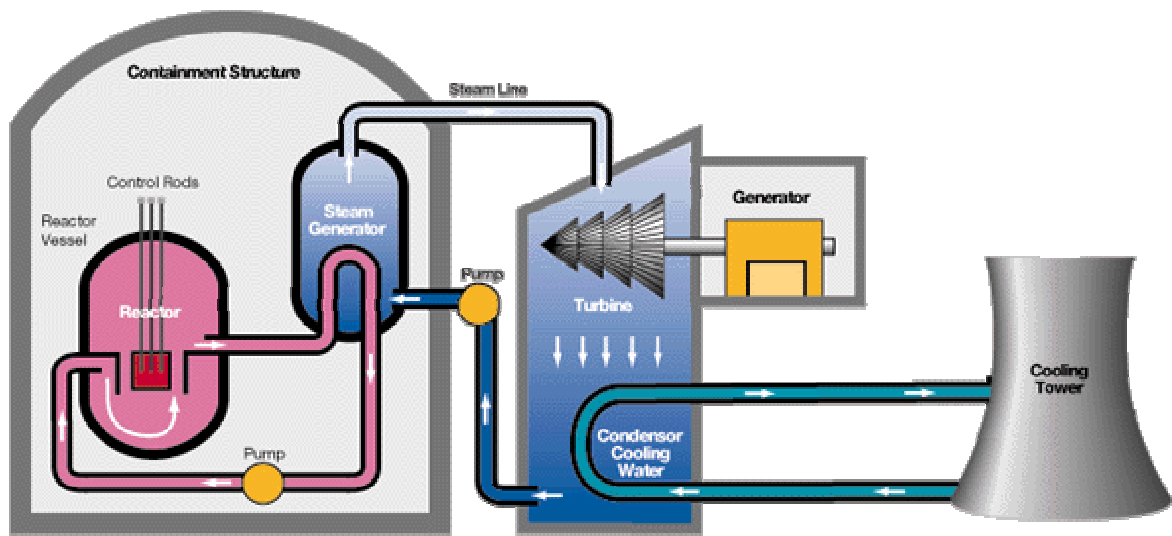 Containment Structure
Steam Line
Control Rods
Reactor
Vessel
Steam
Generator
Generator
Pump
Reactor
Turbine
Cooling
Tower
Condensor
Cooling
Water
Pump